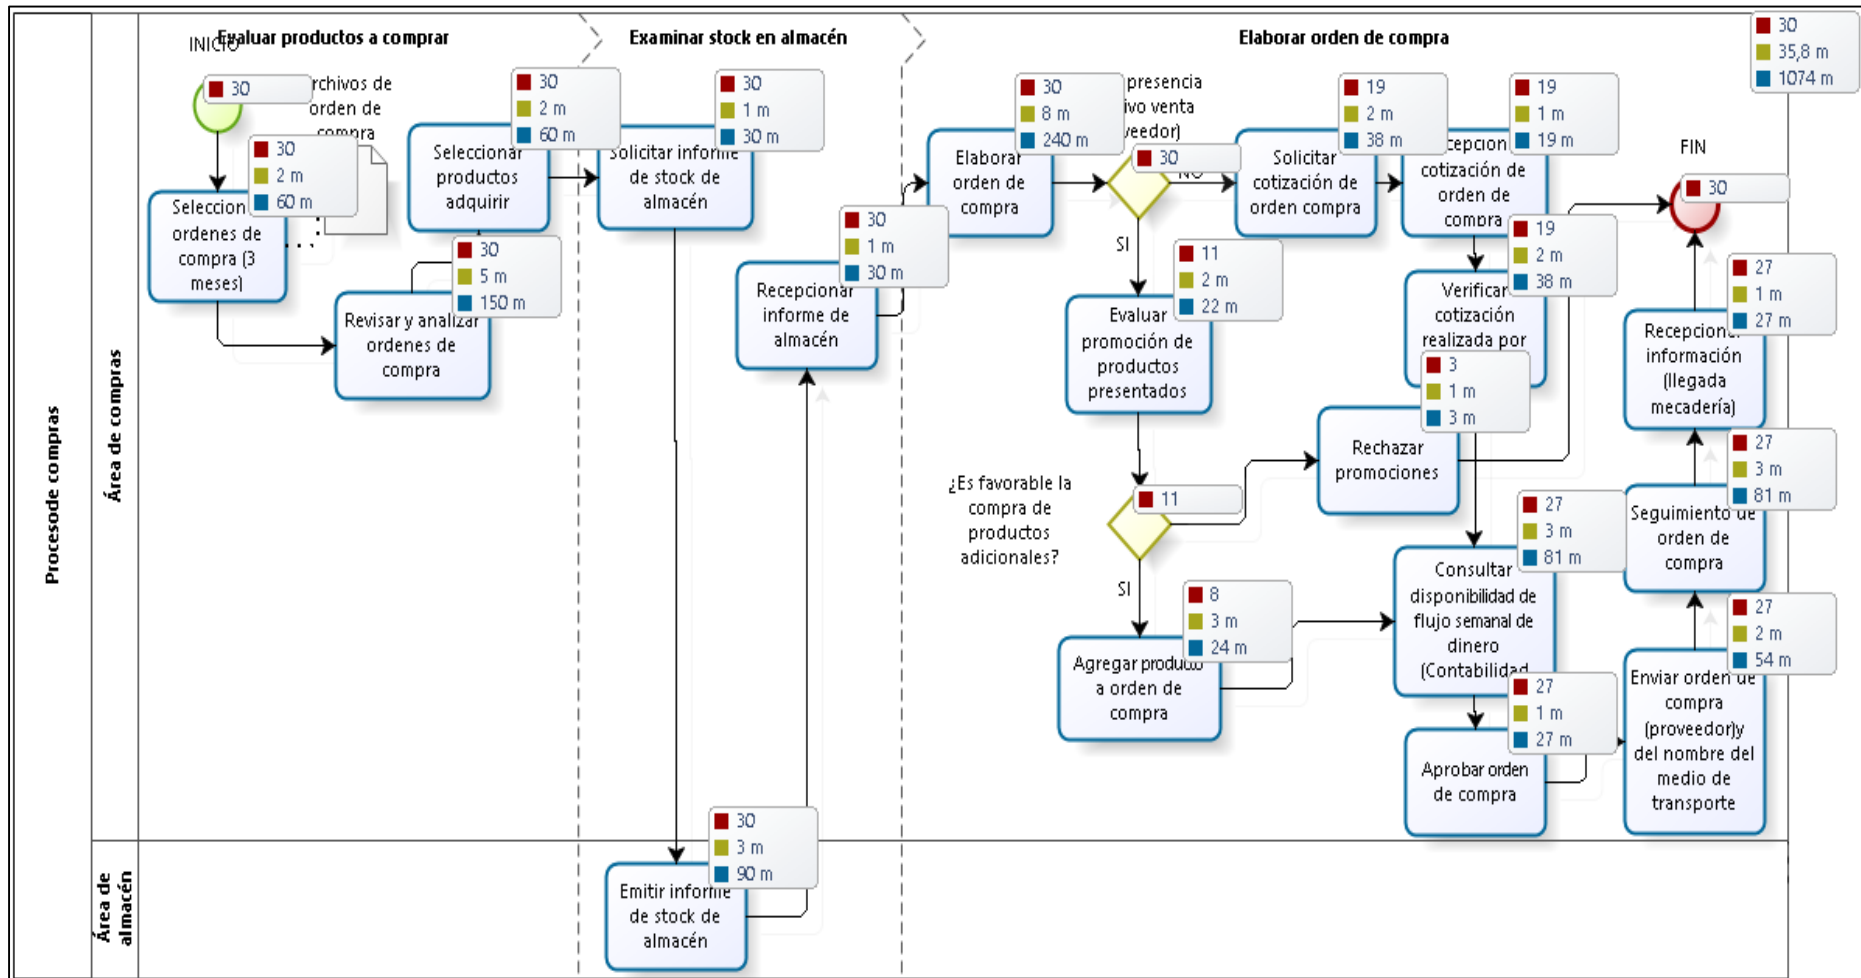 Proceso de compras
Área de compras
Área de
almacén
Evaluar productos a comprar
Examinar stock en almacén
Elaborar orden de compra
30
35,8 m
1074 m
INICIO
30
rchivos de
orden de
compra
30
2 m
60 m
Seleccion
ordenes de
compra (3
meses)
30
5 m
150 m
Revisar y analizar
ordenes de
compra
30
2 m
60 m
Seleccionar
productos
adquirir
30
1 m
30 m
Solicitar informe
de stock de
almacén
30
3 m
90 m
Emitir informe
de stock de
almacén
30
1 m
30 m
Recepcionar
informe de
almacén
30
8 m
240 m
Elaborar
orden de
compra
presencia
ivo venta
veedor)
30
NO
SI
19
2 m
38 m
Solicitar
cotización de
orden compra
19
1 m
19 m
cepcion
cotización de
orden de
compra
19
2 m
38 m
Verificar
cotización
realizada por
11
2 m
22 m
Evaluar
promoción de
productos
presentados
¿Es favorable la
compra de
productos
adicionales?
11
SI
3
1 m
3 m
Rechazar
promociones
8
3 m
24 m
Agregar producto
a orden de
compra
27
3 m
81 m
Consultar
disponibilidad de
flujo semanal de
dinero
(Contabilidad
27
1 m
27 m
Aprobar orden
de compra
27
2 m
54 m
Enviar orden de
compra
(proveedor)y
del nombre del
medio de
transporte
27
3 m
81 m
Seguimiento de
orden de
compra
27
1 m
27 m
Recepciona
información
(llegada
mecadería)
FIN
30